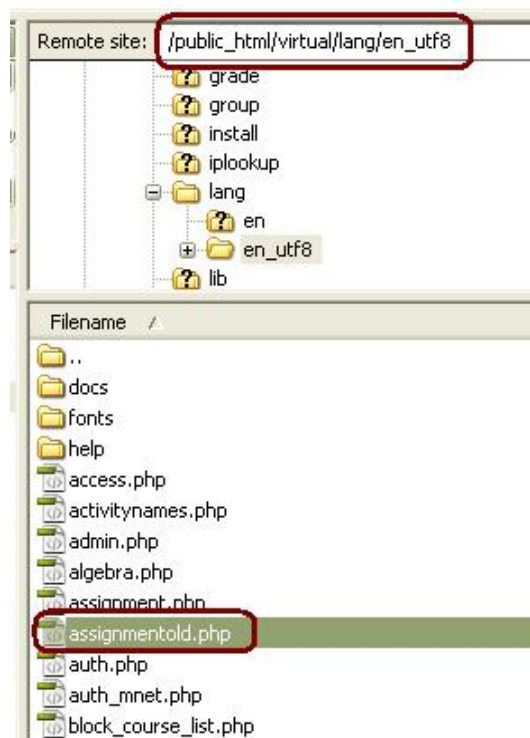 Remote site: /public_html/virtual/lang/en_utf8
grade
group
install
iplookup
lang
en
en_utf8
lib
Filename
..
docs
fonts
help
access.php
activitynames.php
admin.php
algebra.php
assignment.php
assignmentold.php
auth.php
auth_mnet.php
block_course_list.php